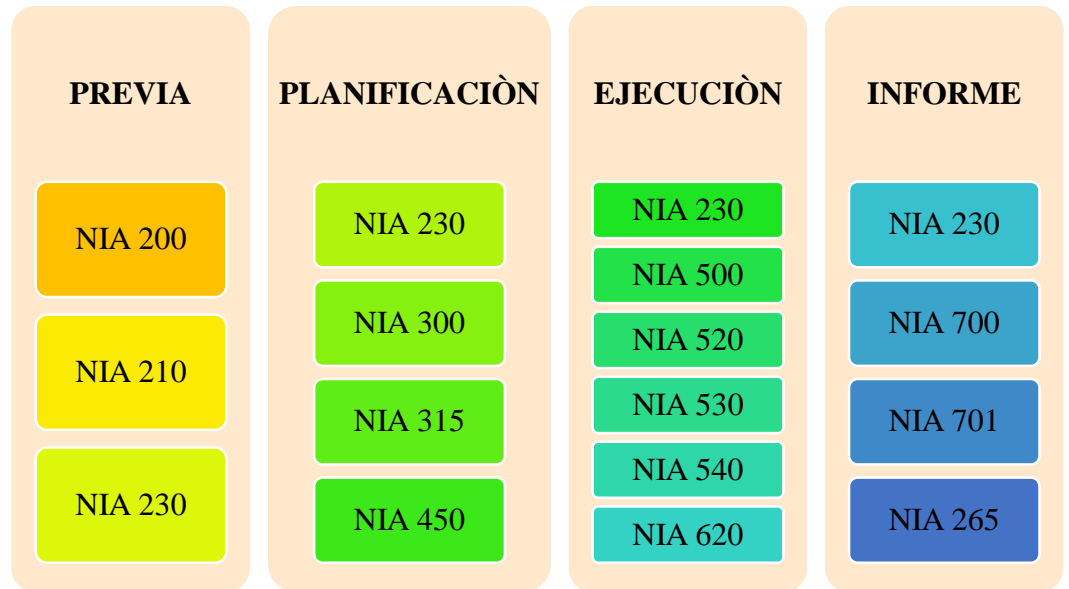 PREVIA
NIA 200
NIA 210
NIA 230
PLANIFICACIÒN
NIA 230
NIA 300
NIA 315
NIA 450
EJECUCIÒN
NIA 230
NIA 500
NIA 520
NIA 530
NIA 540
NIA 620
INFORME
NIA 230
NIA 700
NIA 701
NIA 265